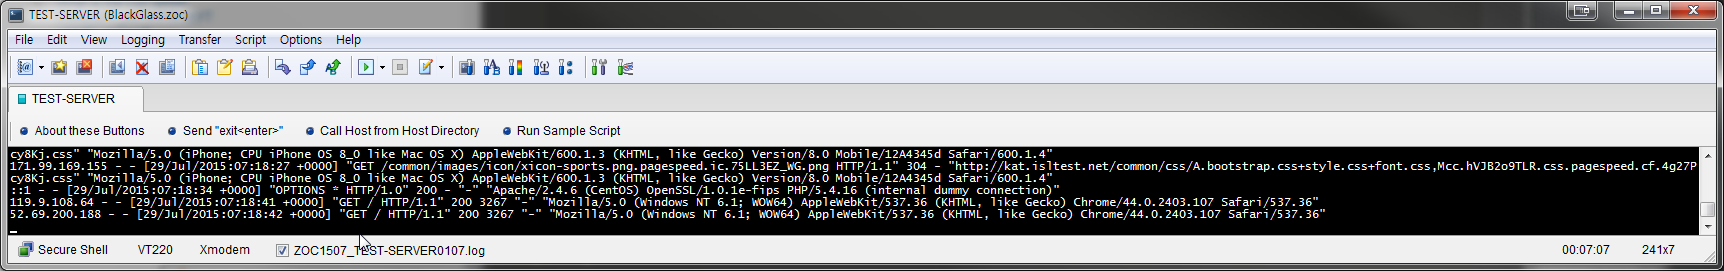 TEST-SERVER (BlackGlass.zoc)
File Edit View Logging Transfer Script Options Help
TEST-SERVER
About these Buttons Send "exit<enter>" Call Host from Host Directory Run Sample Script
cy8Kj.css" "Mozilla/5.0 (iPhone; CPU iPhone OS 8_0 like Mac OS X) AppleWebKit/600.1.3 (KHTML, like Gecko) Version/8.0 Mobile/12A4345d Safari/600.1.4"
171.99.169.155 - - [29/Jul/2015:07:18:27 +0000] "GET /common/images/icon/xicon-sports.png.pagespeed.ic.75LL3EZ_WG.png HTTP/1.1" 304 - "http://kat.isltest.net/common/css/A.bootstrap.css+style.css+font.css,Mcc.hVJB2o9TLR.css.pagespeed.cf.4g27P
cy8Kj.css" "Mozilla/5.0 (iPhone; CPU iPhone OS 8_0 like Mac OS X) AppleWebKit/600.1.3 (KHTML, like Gecko) Version/8.0 Mobile/12A4345d Safari/600.1.4"
::1 - - [29/Jul/2015:07:18:34 +0000] "OPTIONS * HTTP/1.0" 200 - "-" "Apache/2.4.6 (CentOS) OpenSSL/1.0.1e-fips PHP/5.4.16 (internal dummy connection)"
119.9.108.64 - - [29/Jul/2015:07:18:41 +0000] "GET / HTTP/1.1" 200 3267 "-" "Mozilla/5.0 (Windows NT 6.1; WOW64) AppleWebKit/537.36 (KHTML, like Gecko) Chrome/44.0.2403.107 Safari/537.36"
52.69.200.188 - - [29/Jul/2015:07:18:42 +0000] "GET / HTTP/1.1" 200 3267 "-" "Mozilla/5.0 (Windows NT 6.1; WOW64) AppleWebKit/537.36 (KHTML, like Gecko) Chrome/44.0.2403.107 Safari/537.36"
Secure Shell VT220 Xmodem ZOC1507_TEST-SERVER0107.log 00:07:07 241x7